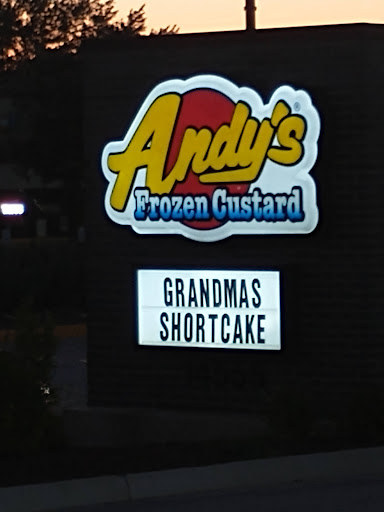 Andy's®
Frozen Custard
GRANDMAS
SHORTCAKE